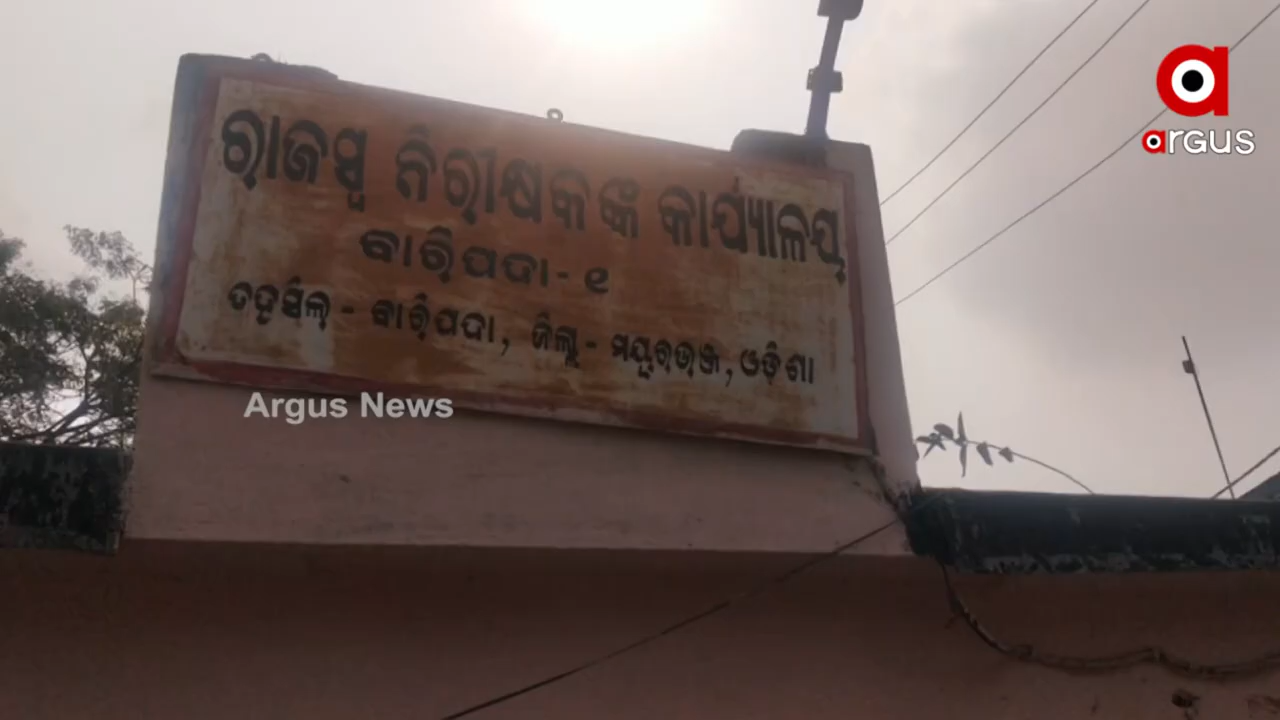 ରାଜସ୍ୱ ନିରୀକ୍ଷକଙ୍କ କାର୍ଯ୍ୟାଳୟ
ବାରିପଦା - ୧
ତହସିଲ୍ - ବାରିପଦା, ଜିଲ୍ଲା - ମୟୂରଭଞ୍ଜ, ଓଡ଼ିଶା
Argus News
aRGUS